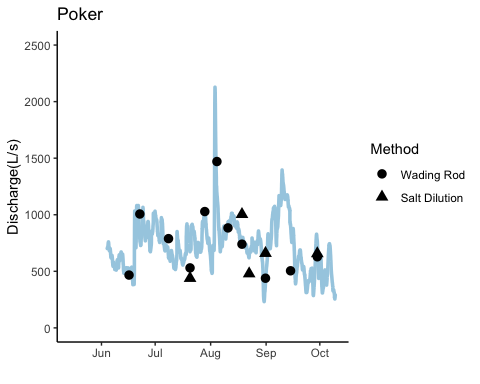 Poker
2500
2000
1500
1000
500
0
Discharge(L/s)
Jun Jul Aug Sep Oct
Method
Wading Rod
Salt Dilution